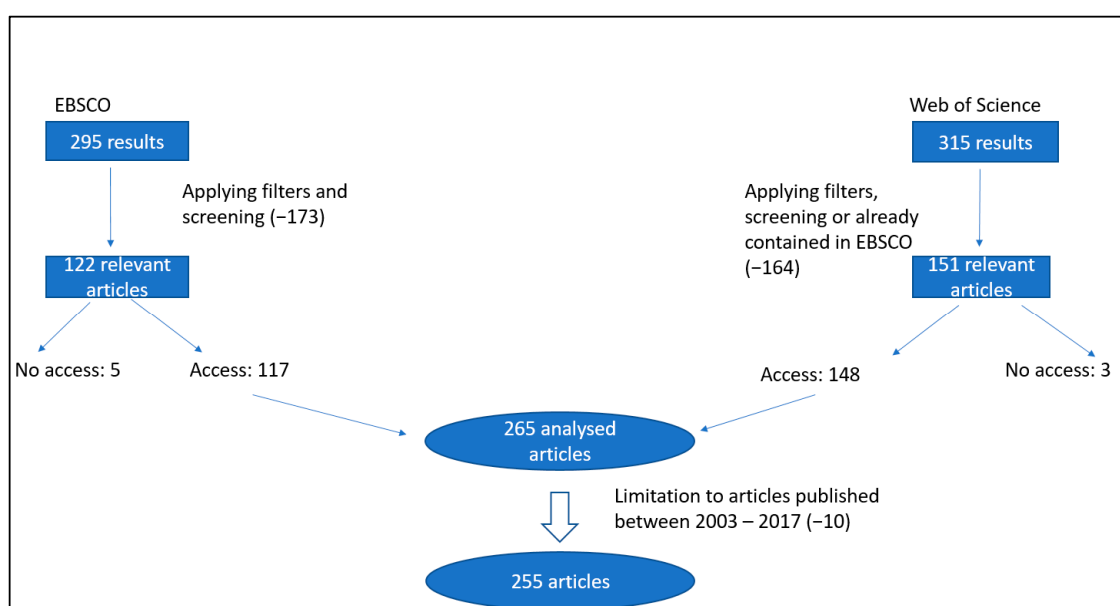 EBSCO
295 results
Applying filters and
screening (−173)
122 relevant
articles
No access: 5
Access: 117
Web of Science
315 results
Applying filters,
screening or already
contained in EBSCO
(−164)
151 relevant
articles
Access: 148
No access: 3
265 analysed
articles
Limitation to articles published
between 2003 – 2017 (−10)
255 articles